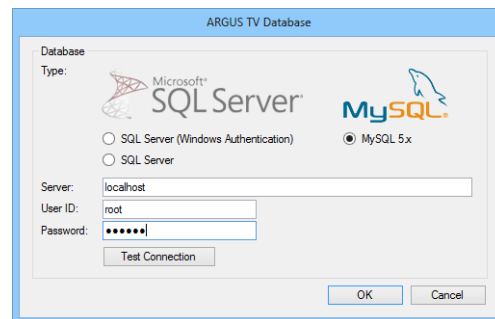 ARGUS TV Database
Database
Type:
Microsoft®
SQL Server®
MySQL®
SQL Server (Windows Authentication)
MySQL 5.x
SQL Server
Server:
localhost
User ID:
root
Password:
●●●●●●
Test Connection
OK
Cancel